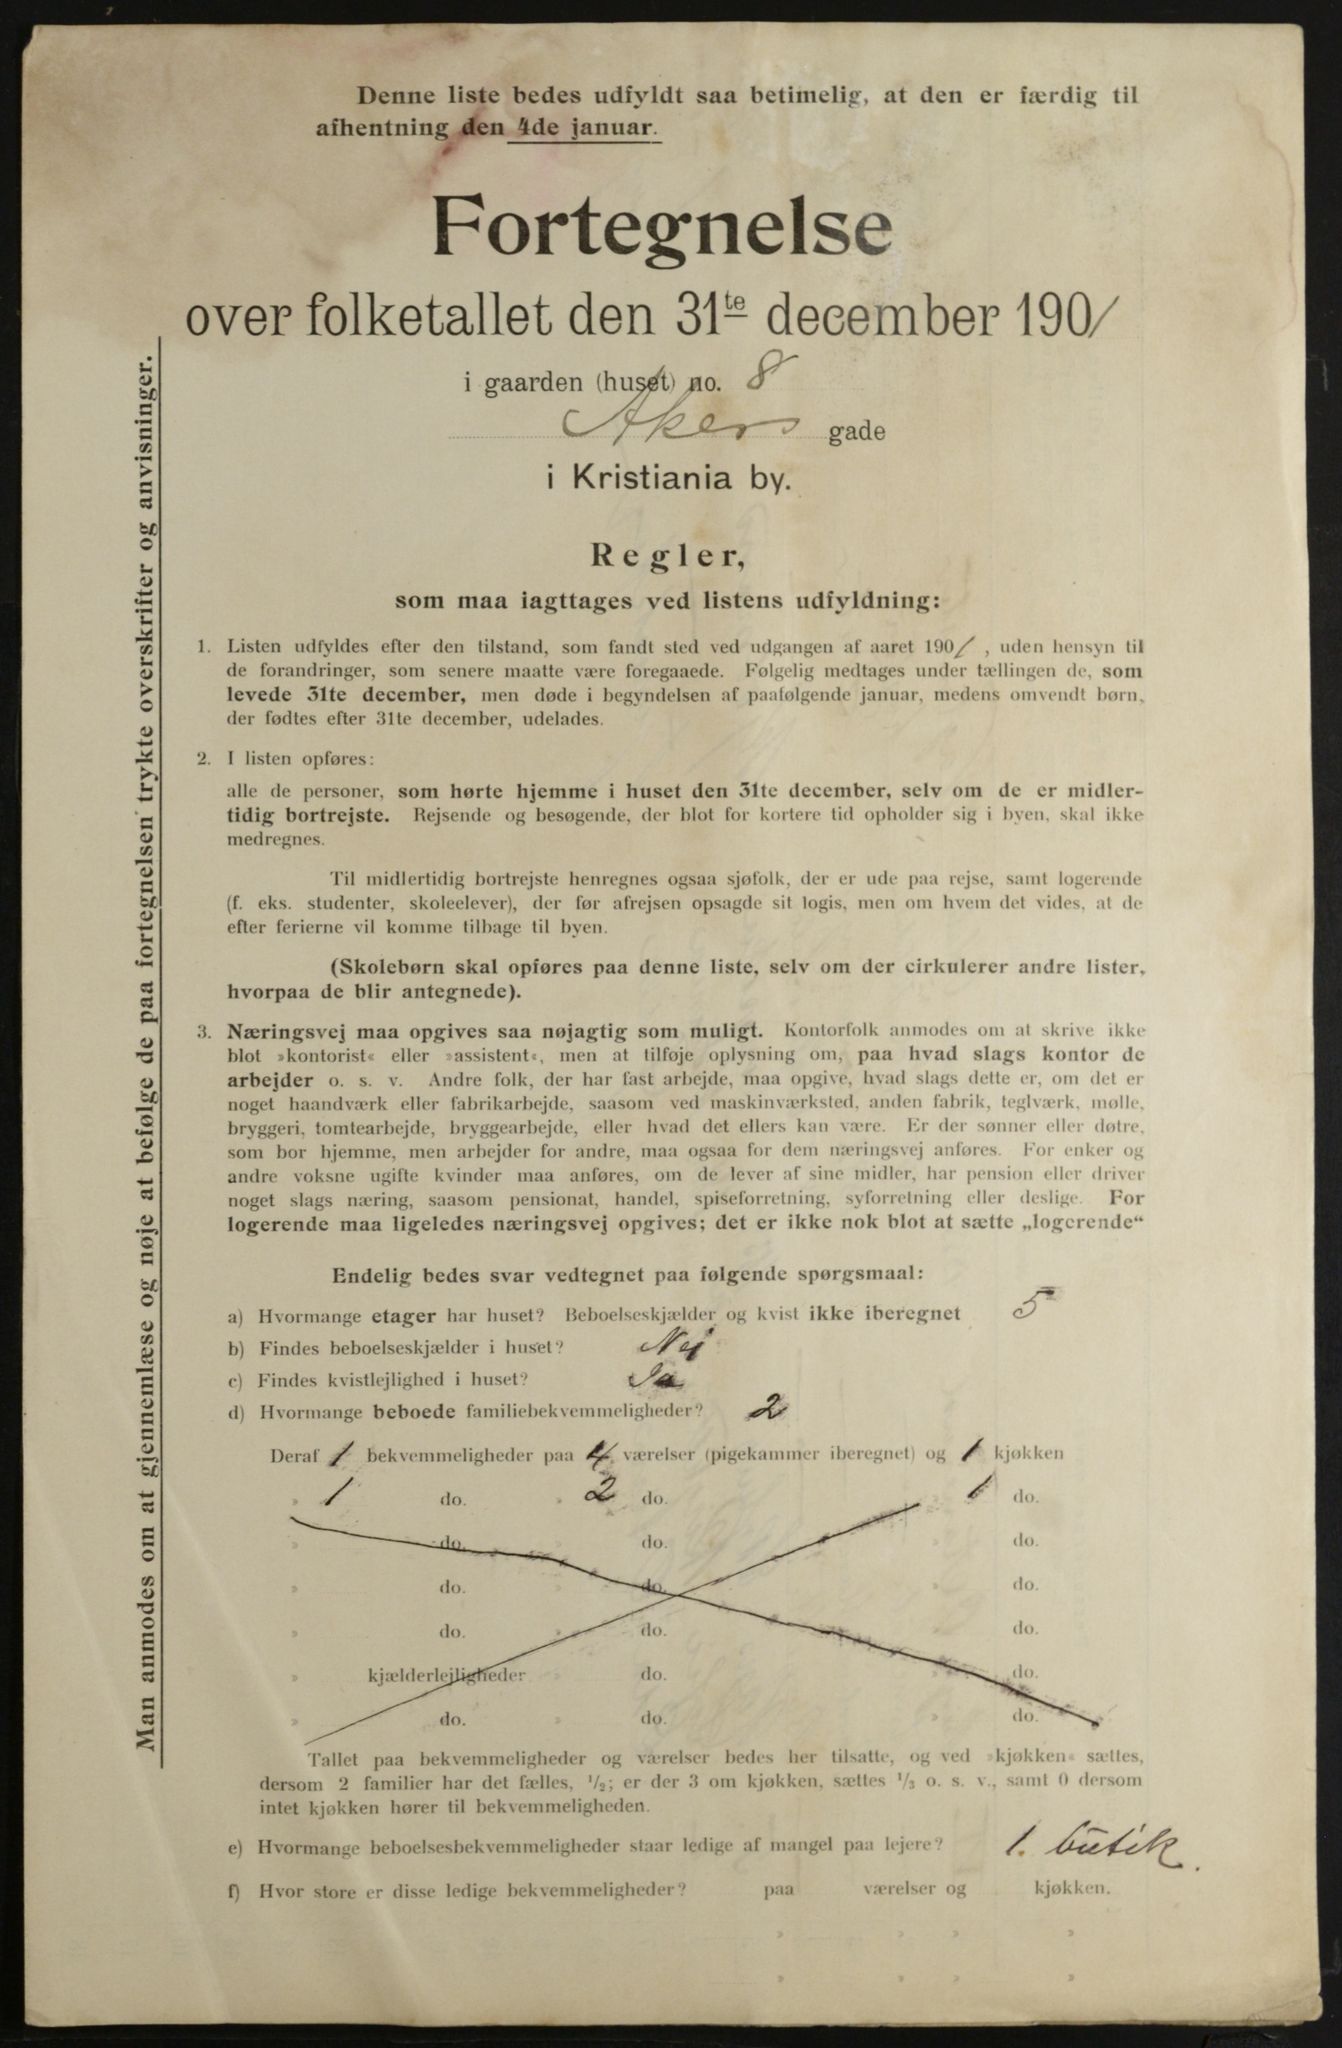 Denne liste bedes udfyldt saa betimelig, at den er færdig til
afhentning den 4de januar.
Fortegnelse
over folketallet den 31te december 1901
i gaarden (huset) no. 8
Akers gade
i Kristiania by.
Regler,
som maa iagttages ved listens udfyldning:
1. Listen udfyldes efter den tilstand, som fandt sted ved udgangen af aaret 1901, uden hensyn til
de forandringer, som senere maatte være foregaaede. Følgelig medtages under tællingen de, som
levede 31te december, men døde i begyndelsen af paafølgende januar, medens omvendt børn,
der fødtes efter 31te december, udelades.
2. I listen opføres:
alle de personer, som hørte hjemme i huset den 31te december, selv om de er midler-
tidig bortrejste. Rejsende og besøgende, der blot for kortere tid opholder sig i byen, skal ikke
medregnes.
Til midlertidig bortrejste henregnes ogsaa sjøfolk, der er ude paa rejse, samt logerende
(f. eks. studenter, skoleelever), der før afrejsen opsagde sit logis, men om hvem det vides, at de
efter ferierne vil komme tilbage til byen.
(Skolebørn skal opføres paa denne liste, selv om der cirkulerer andre lister,
hvorpaa de blir antegnede).
3. Næringsvej maa opgives saa nøjagtig som muligt. Kontorfolk anmodes om at skrive ikke
blot »kontorist« eller »assistent«, men at tilføje oplysning om, paa hvad slags kontor de
arbejder o. s. v. Andre folk, der har fast arbejde, maa opgive, hvad slags dette er, om det er
noget haandværk eller fabrikarbejde, saasom ved maskinværksted, anden fabrik, teglværk, mølle,
bryggeri, tomtearbejde, bryggearbejde, eller hvad det ellers kan være. Er der sønner eller døtre,
som bor hjemme, men arbejder for andre, maa ogsaa for dem næringsvej anføres. For enker og
andre voksne ugifte kvinder maa anføres, om de lever af sine midler, har pension eller driver
noget slags næring, saasom pensionat, handel, spiseforretning, syforretning eller deslige. For
logerende maa ligeledes næringsvej opgives; det er ikke nok blot at sætte „logerende“
Endelig bedes svar vedtegnet paa følgende spørgsmaal:
a) Hvormange etager har huset? Beboelseskjælder og kvist ikke iberegnet 5
b) Findes beboelseskjælder i huset? Nej
c) Findes kvistlejlighed i huset? Ja
d) Hvormange beboede familiebekvemmeligheder? 2
Deraf 1 bekvemmeligheder paa 4 værelser (pigekammer iberegnet) og 1 kjøkken
» 1 do. » 2 do. 1 do.
» do. do. » do.
» do. » do. » do.
» do. » do. » do.
» kjælderlejligheder » do. » do.
» do. » do. » do.
Tallet paa bekvemmeligheder og værelser bedes her tilsatte, og ved »kjøkken« sættes,
dersom 2 familier har det fælles, 1/2; er der 3 om kjøkken, sættes 1/3 o. s. v., samt 0 dersom
intet kjøkken hører til bekvemmeligheden.
e) Hvormange beboelsesbekvemmeligheder staar ledige af mangel paa lejere? 1. butik.
f) Hvor store er disse ledige bekvemmeligheder? paa værelser og kjøkken.
» » » »
» » » »
Man anmodes om at gjennemlæse og nøje at befølge de paa fortegnelsen trykte overskrifter og anvisninger.